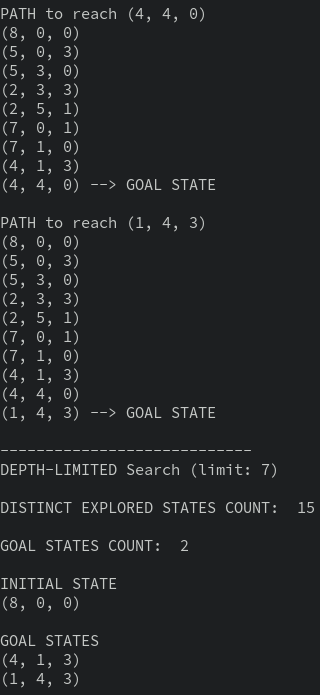 PATH to reach (4, 4, 0)
(8, 0, 0)
(5, 0, 3)
(5, 3, 0)
(2, 3, 3)
(2, 5, 1)
(7, 0, 1)
(7, 1, 0)
(4, 1, 3)
(4, 4, 0) --> GOAL STATE
PATH to reach (1, 4, 3)
(8, 0, 0)
(5, 0, 3)
(5, 3, 0)
(2, 3, 3)
(2, 5, 1)
(7, 0, 1)
(7, 1, 0)
(4, 1, 3)
(4, 4, 0)
(1, 4, 3) --> GOAL STATE
----------------------------
DEPTH-LIMITED Search (limit: 7)
DISTINCT EXPLORED STATES COUNT:  15
GOAL STATES COUNT:  2
INITIAL STATE
(8, 0, 0)
GOAL STATES
(4, 1, 3)
(1, 4, 3)